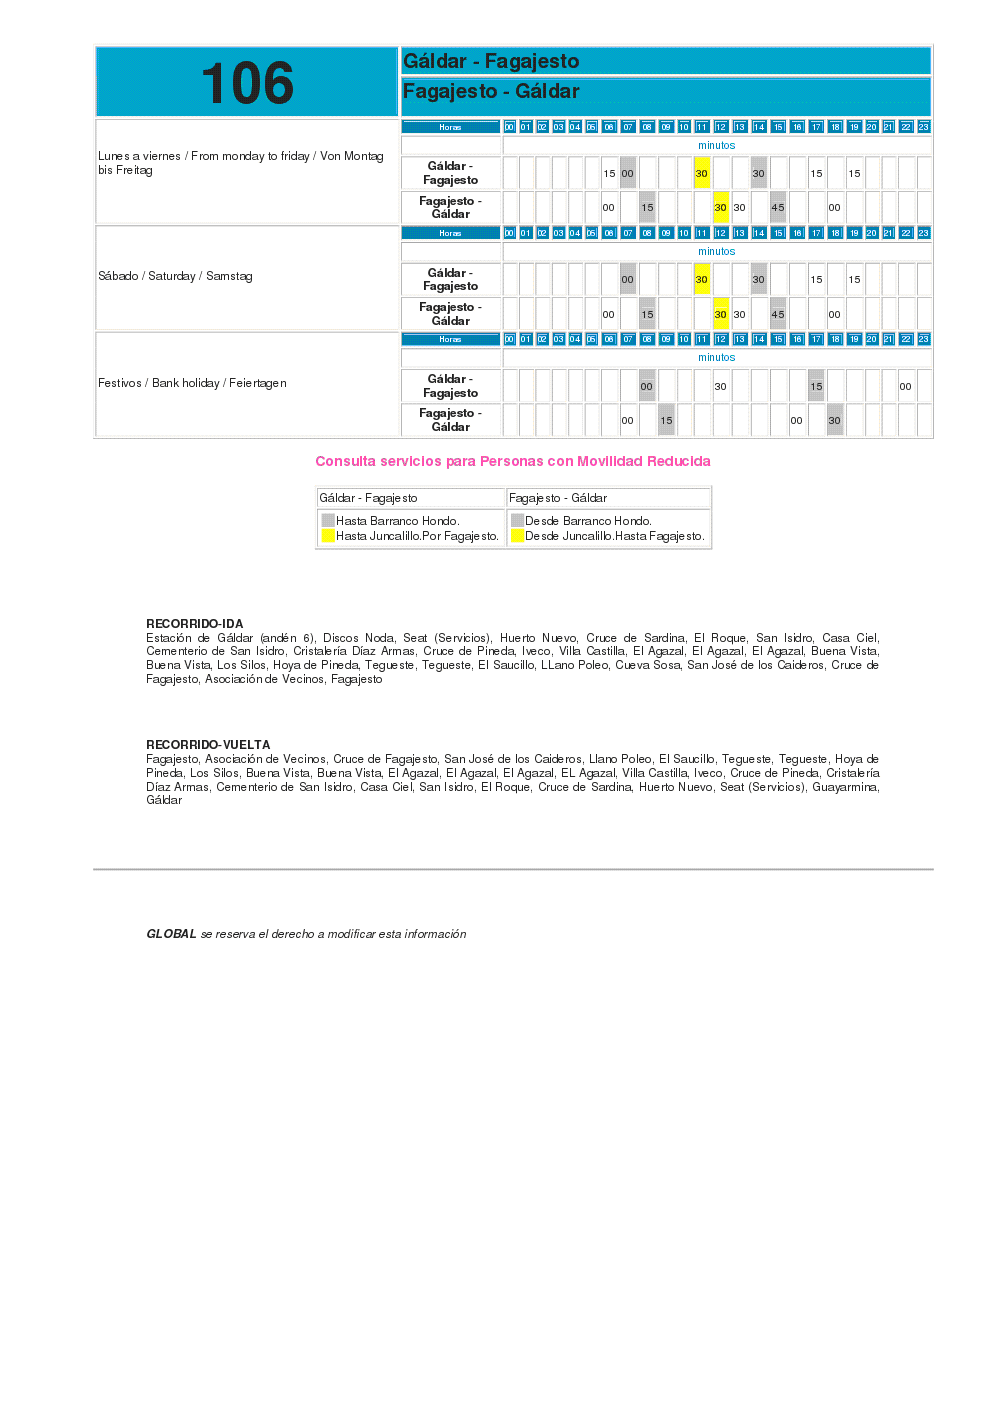 106
Gáldar - Fagajesto
Fagajesto - Gáldar
Lunes a viernes / From monday to friday / Von Montag
bis Freitag
Horas 00 01 02 03 04 05 06 07 08 09 10 11 12 13 14 15 16 17 18 19 20 21 22 23
minutos
Gáldar -
Fagajesto
15 00 30 30 15 15
Fagajesto -
Gáldar
00 15 30 30 45 00
Sábado / Saturday / Samstag
Horas 00 01 02 03 04 05 06 07 08 09 10 11 12 13 14 15 16 17 18 19 20 21 22 23
minutos
Gáldar -
Fagajesto
00 30 30 15 15
Fagajesto -
Gáldar
00 15 30 30 45 00
Festivos / Bank holiday / Feiertagen
Horas 00 01 02 03 04 05 06 07 08 09 10 11 12 13 14 15 16 17 18 19 20 21 22 23
minutos
Gáldar -
Fagajesto
00 30 15 00
Fagajesto -
Gáldar
00 15 00 30
Consulta servicios para Personas con Movilidad Reducida
Gáldar - Fagajesto
Fagajesto - Gáldar
Hasta Barranco Hondo.
Hasta Juncalillo.Por Fagajesto.
Desde Barranco Hondo.
Desde Juncalillo.Hasta Fagajesto.
RECORRIDO-IDA
Estación de Gáldar (andén 6), Discos Noda, Seat (Servicios), Huerto Nuevo, Cruce de Sardina, El Roque, San Isidro, Casa Ciel,
Cementerio de San Isidro, Cristalería Díaz Armas, Cruce de Pineda, Iveco, Villa Castilla, El Agazal, El Agazal, El Agazal, Buena Vista,
Buena Vista, Los Silos, Hoya de Pineda, Tegueste, Tegueste, El Saucillo, LLano Poleo, Cueva Sosa, San José de los Caideros, Cruce de
Fagajesto, Asociación de Vecinos, Fagajesto
RECORRIDO-VUELTA
Fagajesto, Asociación de Vecinos, Cruce de Fagajesto, San José de los Caideros, Llano Poleo, El Saucillo, Tegueste, Tegueste, Hoya de
Pineda, Los Silos, Buena Vista, Buena Vista, El Agazal, El Agazal, El Agazal, EL Agazal, Villa Castilla, Iveco, Cruce de Pineda, Cristalería
Díaz Armas, Cementerio de San Isidro, Casa Ciel, San Isidro, El Roque, Cruce de Sardina, Huerto Nuevo, Seat (Servicios), Guayarmina,
Gáldar
GLOBAL se reserva el derecho a modificar esta información